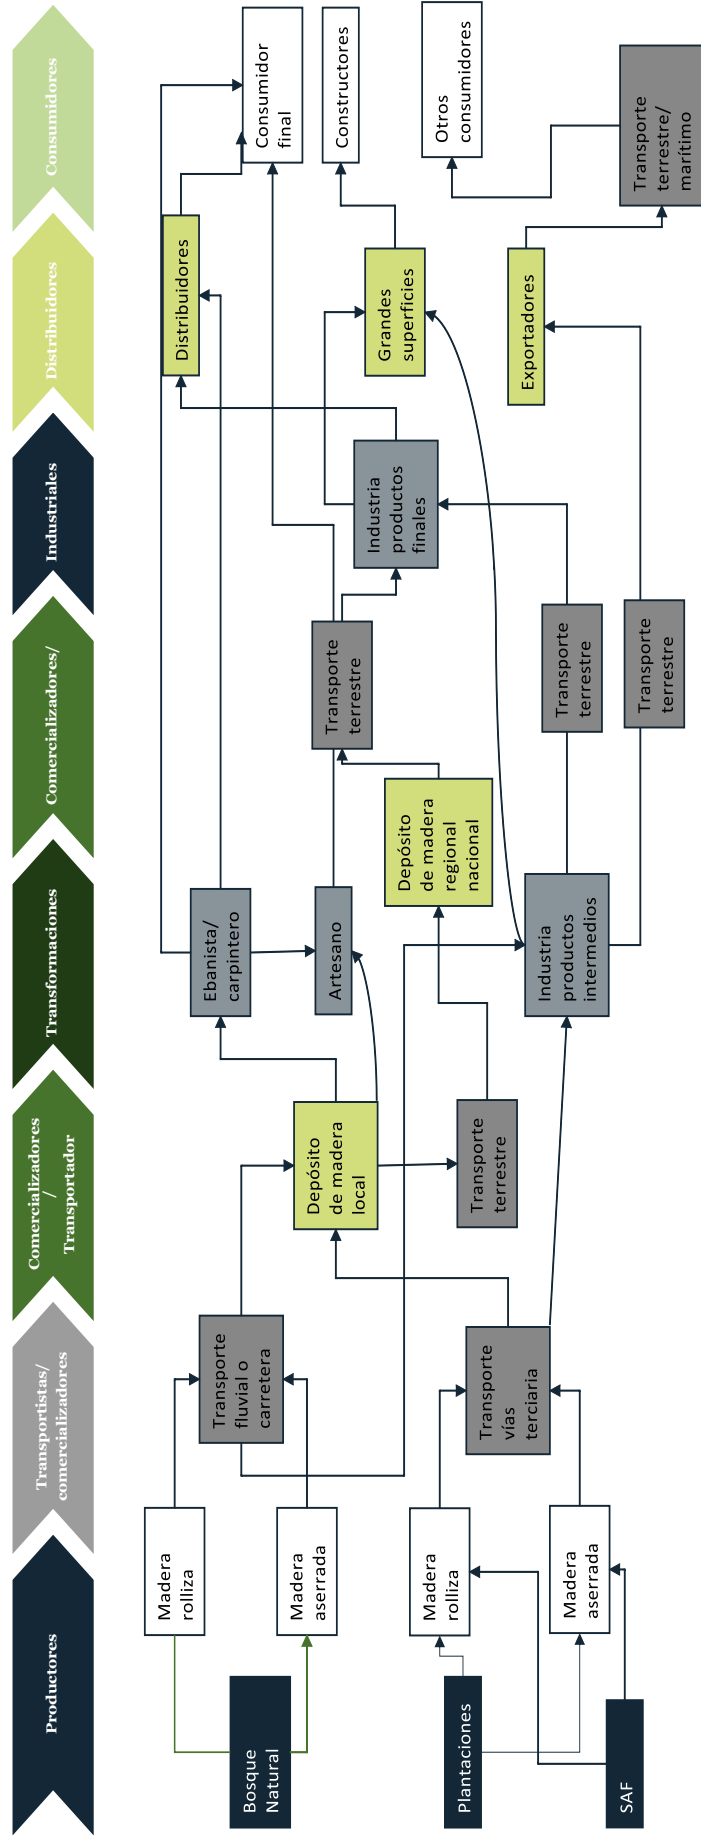 Productores
Transportistas/
comercializadores
Comercializadores
/
Transportador
Transformaciones
Comercializadores/
Industriales
Distribuidores
Consumidores
Bosque
Natural
Plantaciones
SAF
Madera
rolliza
Madera
aserrada
Madera
rolliza
Madera
aserrada
Transporte
fluvial o
carretera
Transporte
vías
terciaria
Depósito
de madera
local
Transporte
terrestre
Ebanista/
carpintero
Artesano
Depósito
de madera
regional
nacional
Industria
productos
intermedios
Transporte
terrestre
Transporte
terrestre
Transporte
terrestre
Industria
productos
finales
Distribuidores
Grandes
superficies
Exportadores
Consumidor
final
Constructores
Otros
consumidores
Transporte
terrestre/
marítimo